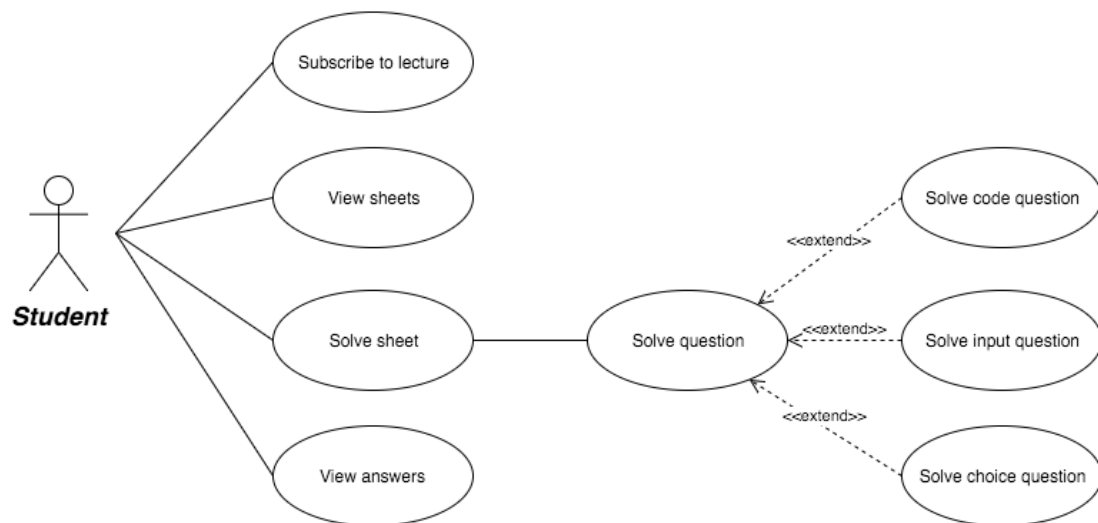 Subscribe to lecture
View sheets
Solve code question
<<extend>>
Student
Solve sheet
Solve question
<<extend>>
Solve input question
<<extend>>
View answers
Solve choice question